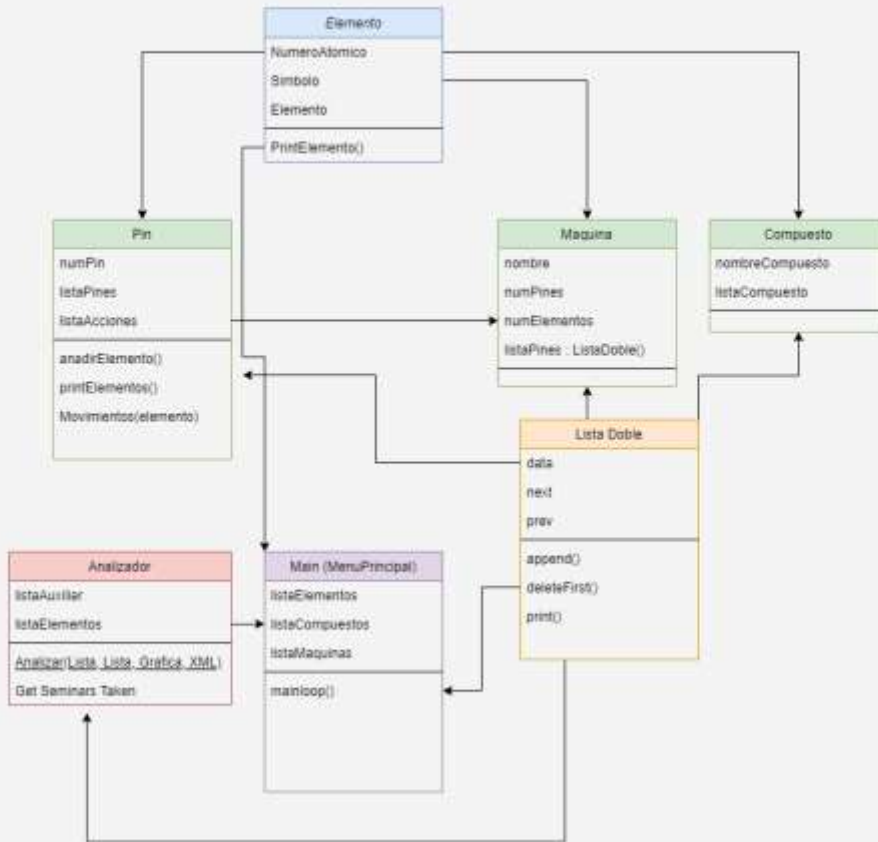 Elemento
NumeroAtomico
Simbolo
Elemento
PrintElemento()
Pin
numPin
listaPines
listaAcciones
anadirElemento()
printElementos()
Movimientos(elemento)
Maquina
nombre
numPines
numElementos
listaPines : ListaDoble()
Compuesto
nombreCompuesto
listaCompuesto
Lista Doble
data
next
prev
append()
deleteFirst()
print()
Analizador
listaAuxiliar
listaElementos
Analizar(Lista, Lista, Grafica, XML)
Get Seminars Taken
Main (MenuPrincipal)
listaElementos
listaCompuestos
listaMaquinas
mainloop()